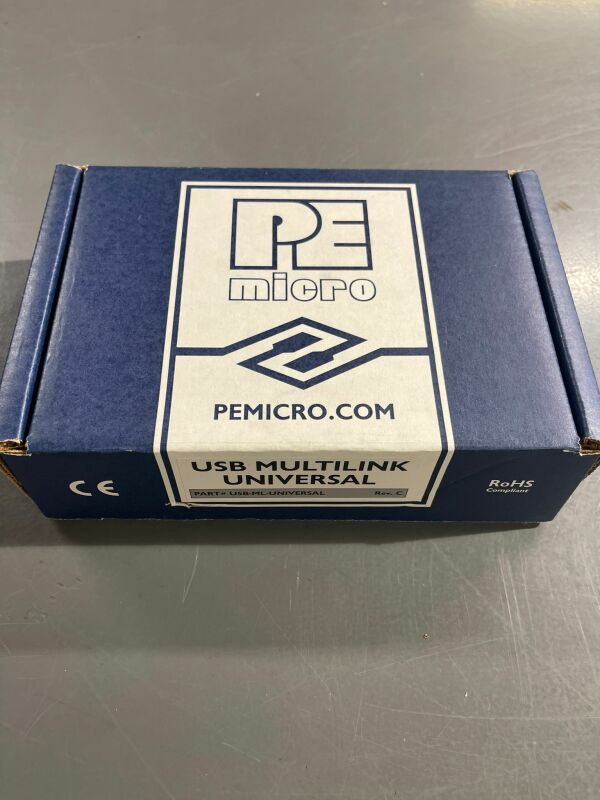 PE
micro
PEMICRO.COM
USB MULTILINK
UNIVERSAL
PART# USB-ML-UNIVERSAL Rev. C
CE
RoHS
Compliant